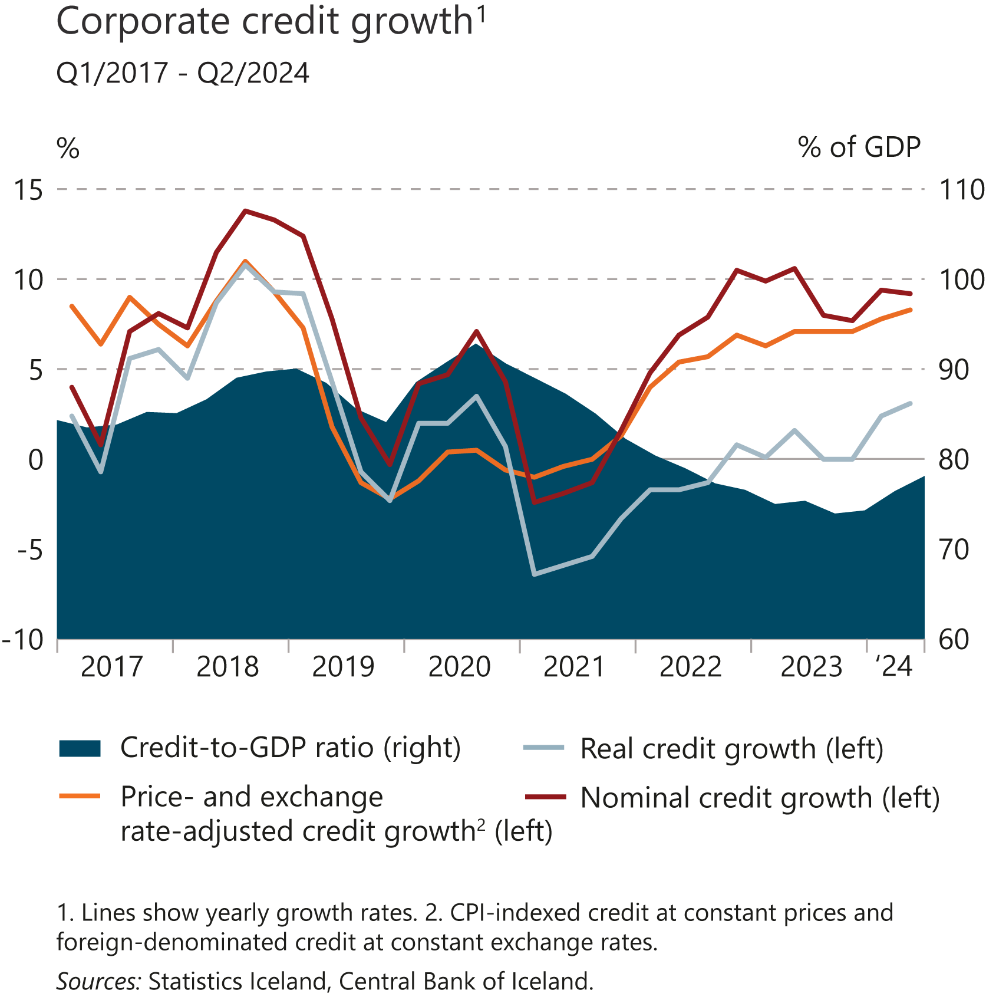 Corporate credit growth¹
Q1/2017 - Q2/2024
% % of GDP
15 110
10 100
5 90
0 80
-5 70
-10 60
2017 2018 2019 2020 2021 2022 2023 ‘24
Credit-to-GDP ratio (right)
Real credit growth (left)
Price- and exchange
rate-adjusted credit growth² (left)
Nominal credit growth (left)
1. Lines show yearly growth rates. 2. CPI-indexed credit at constant prices and
foreign-denominated credit at constant exchange rates.
Sources: Statistics Iceland, Central Bank of Iceland.